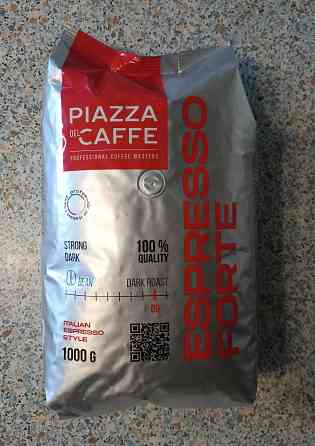 PIAZZA
DEL CAFFE
PROFESSIONAL COFFEE MASTERS
ESPRESSO
FORTE
STRONG
DARK
100 %
QUALITY
BEAN
DARK ROAST
09
ITALIAN
ESPRESSO
STYLE
1000 G